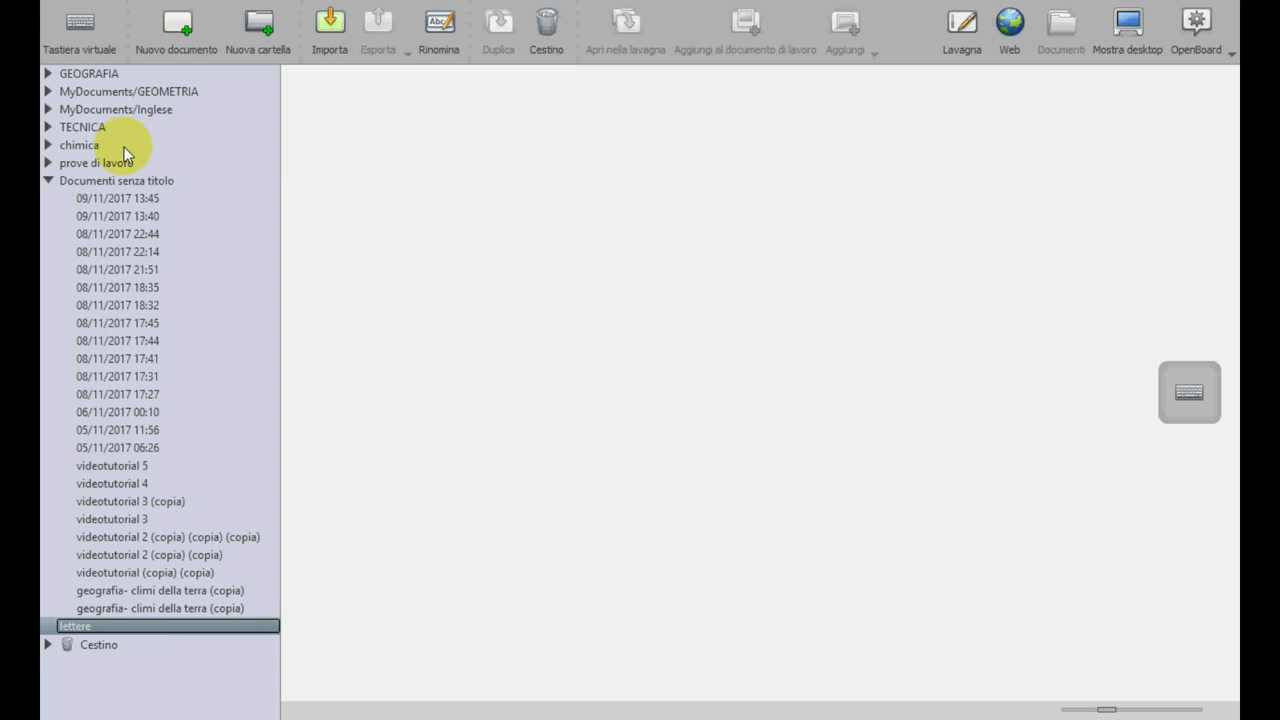 Tastiera virtuale Nuovo documento Nuova cartella Importa Esporta Rinomina Duplica Cestino Apri nella lavagna Aggiungi al documento di lavoro Aggiungi Lavagna Web Documenti Mostra desktop OpenBoard
GEOGRAFIA
MyDocuments/GEOMETRIA
MyDocuments/Inglese
TECNICA
chimica
prove di lavoro
Documenti senza titolo
09/11/2017 13:45
09/11/2017 13:40
08/11/2017 22:44
08/11/2017 22:14
08/11/2017 21:51
08/11/2017 18:35
08/11/2017 18:32
08/11/2017 17:45
08/11/2017 17:44
08/11/2017 17:41
08/11/2017 17:31
08/11/2017 17:27
06/11/2017 00:10
05/11/2017 11:56
05/11/2017 06:26
videotutorial 5
videotutorial 4
videotutorial 3 (copia)
videotutorial 3
videotutorial 2 (copia) (copia) (copia)
videotutorial 2 (copia) (copia)
videotutorial (copia) (copia)
geografia- climi della terra (copia)
geografia- climi della terra (copia)
lettere
Cestino